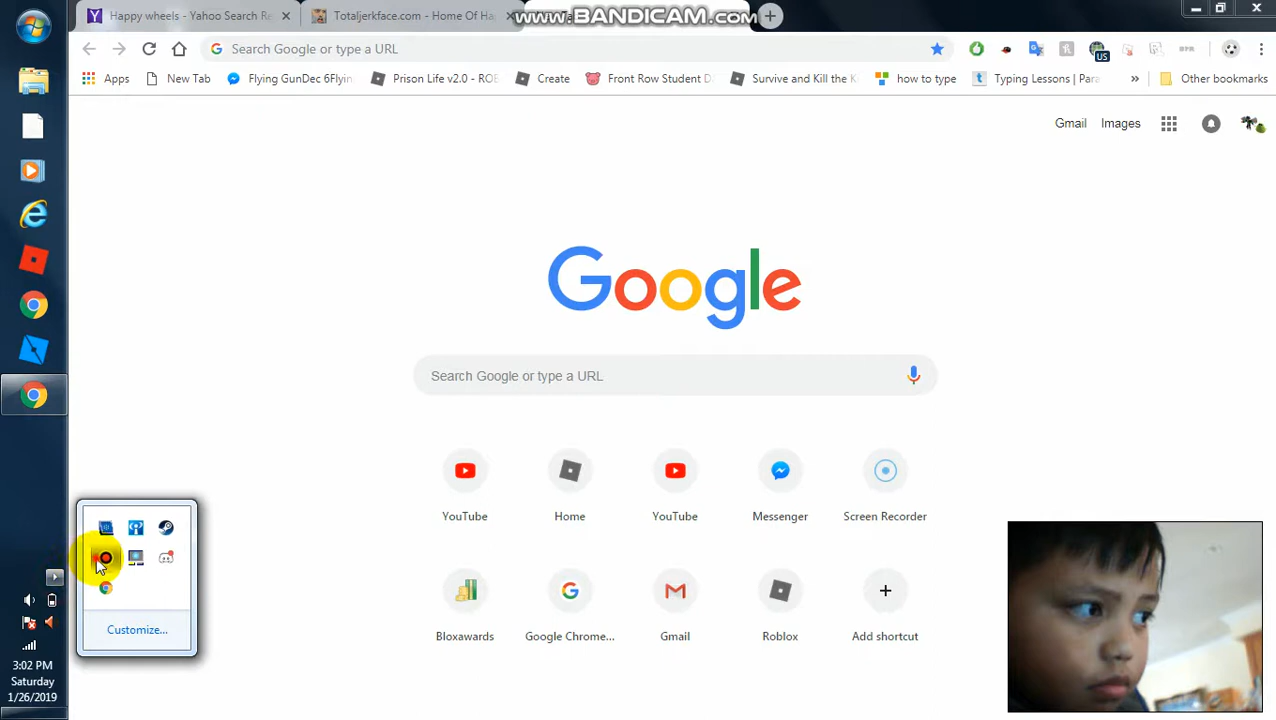 Happy wheels - Yahoo Search Re
Totaljerkface.com - Home Of Ha
www.BANDICAM.com
Search Google or type a URL
US
Apps
New Tab
Flying GunDec 6Flyin
Prison Life v2.0 - ROB
Create
Front Row Student D
Survive and Kill the K
how to type
Typing Lessons | Para
»
Other bookmarks
Gmail
Images
Google
Search Google or type a URL
YouTube
Home
YouTube
Messenger
Screen Recorder
Bloxawards
Google Chrome...
Gmail
Roblox
Add shortcut
Customize...
3:02 PM
Saturday
1/26/2019